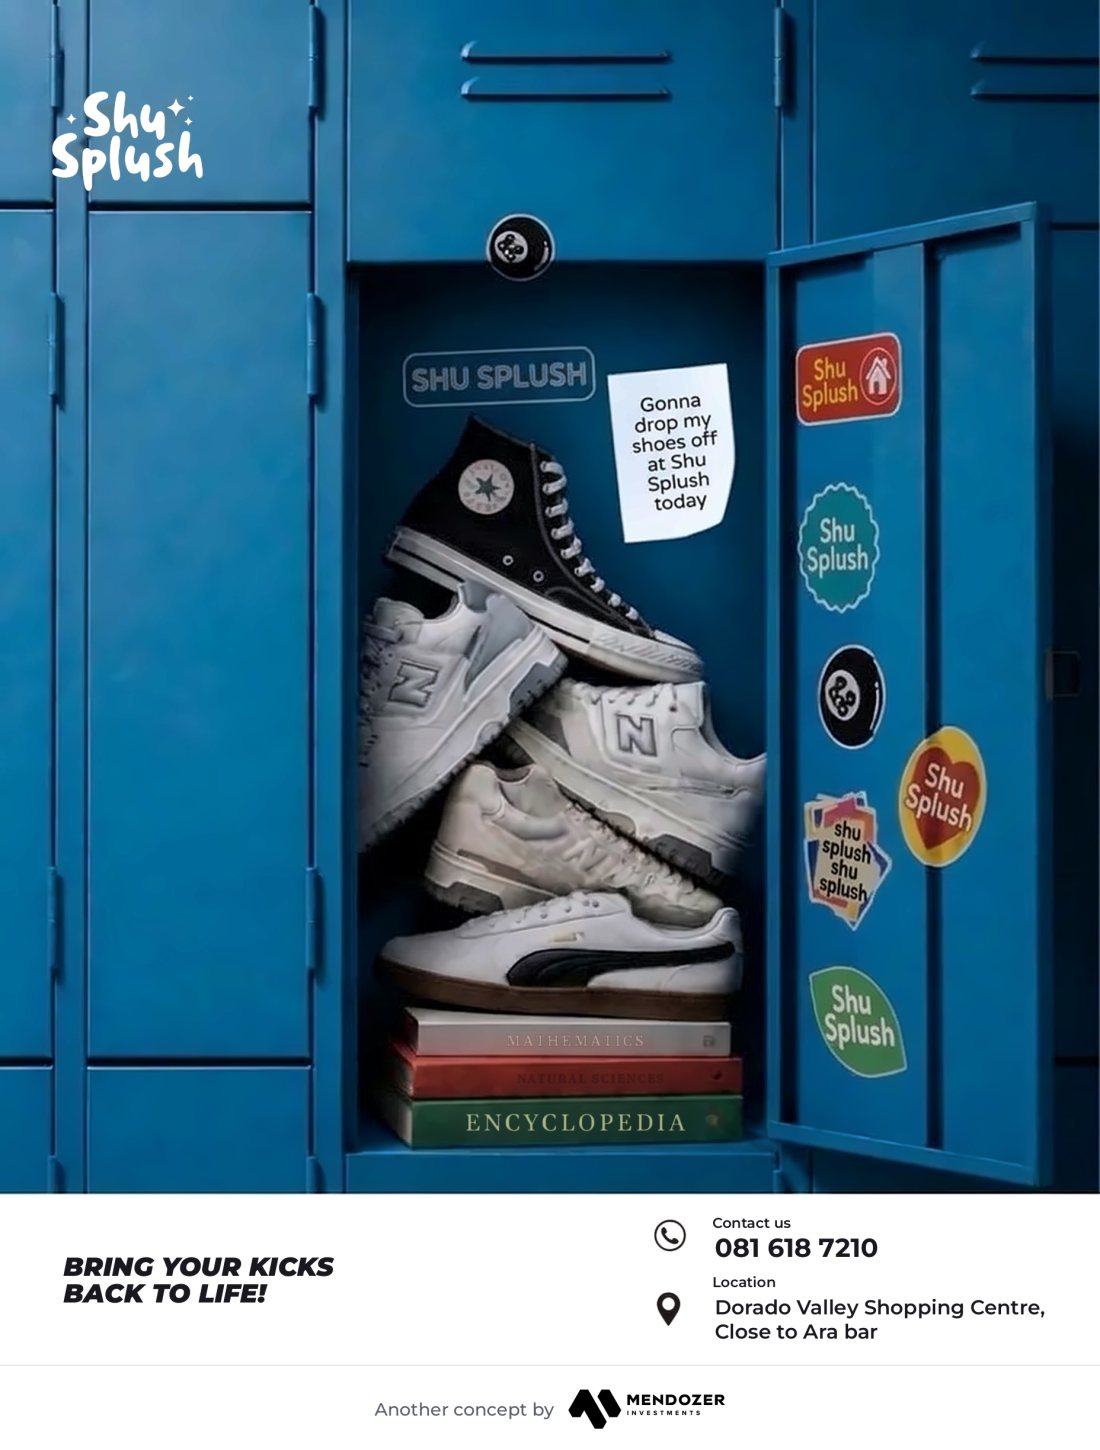 Shu
Splush
SHU SPLUSH
Gonna
drop my
shoes off
at Shu
Splush
today
Shu
Splush
Shu
Splush
Shu
Splush
shu
splush
shu
splush
Shu
Splush
N
N
MATHEMATICS
NATURAL SCIENCES
ENCYCLOPEDIA
BRING YOUR KICKS
BACK TO LIFE!
Contact us
081 618 7210
Location
Dorado Valley Shopping Centre,
Close to Ara bar
Another concept by
MENDOZER
INVESTMENTS